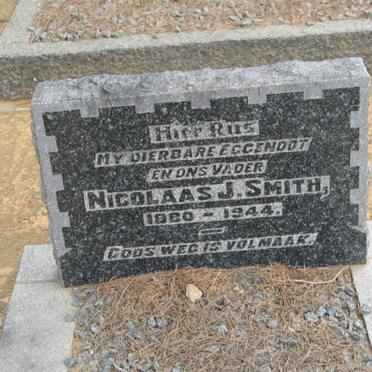 HIER RUS
MY DIERBARE EGGENOOT
EN ONS VADER
NICOLAAS J. SMITH,
1880 - 1944.
GODS WEG IS VOLMAAK.